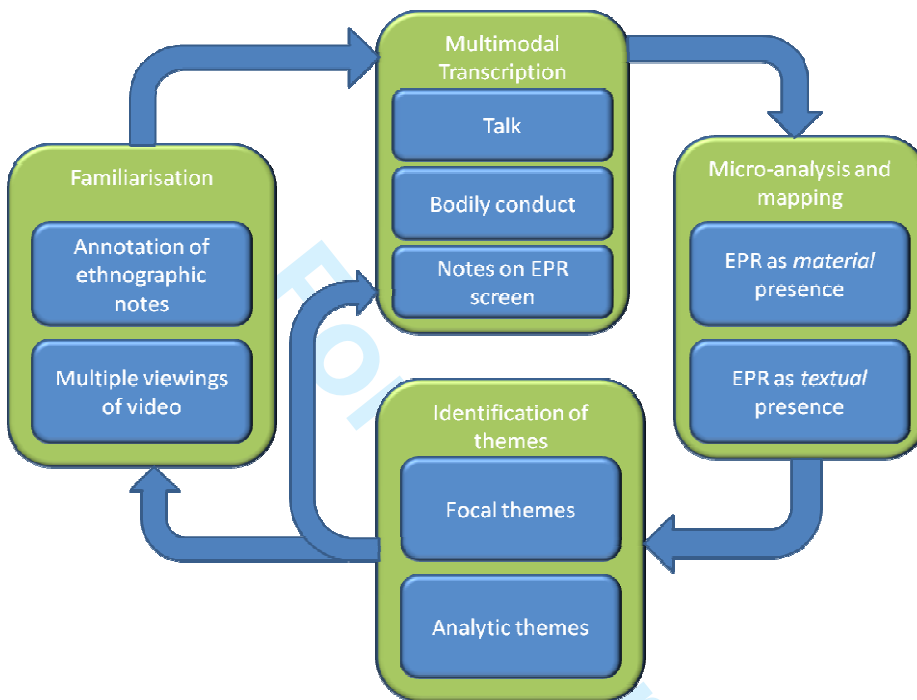 Familiarisation
Annotation of
ethnographic
notes
Multiple viewings
of video
Multimodal
Transcription
Talk
Bodily conduct
Notes on EPR
screen
Micro-analysis and
mapping
EPR as material
presence
EPR as textual
presence
Identification of
themes
Focal themes
Analytic themes
For